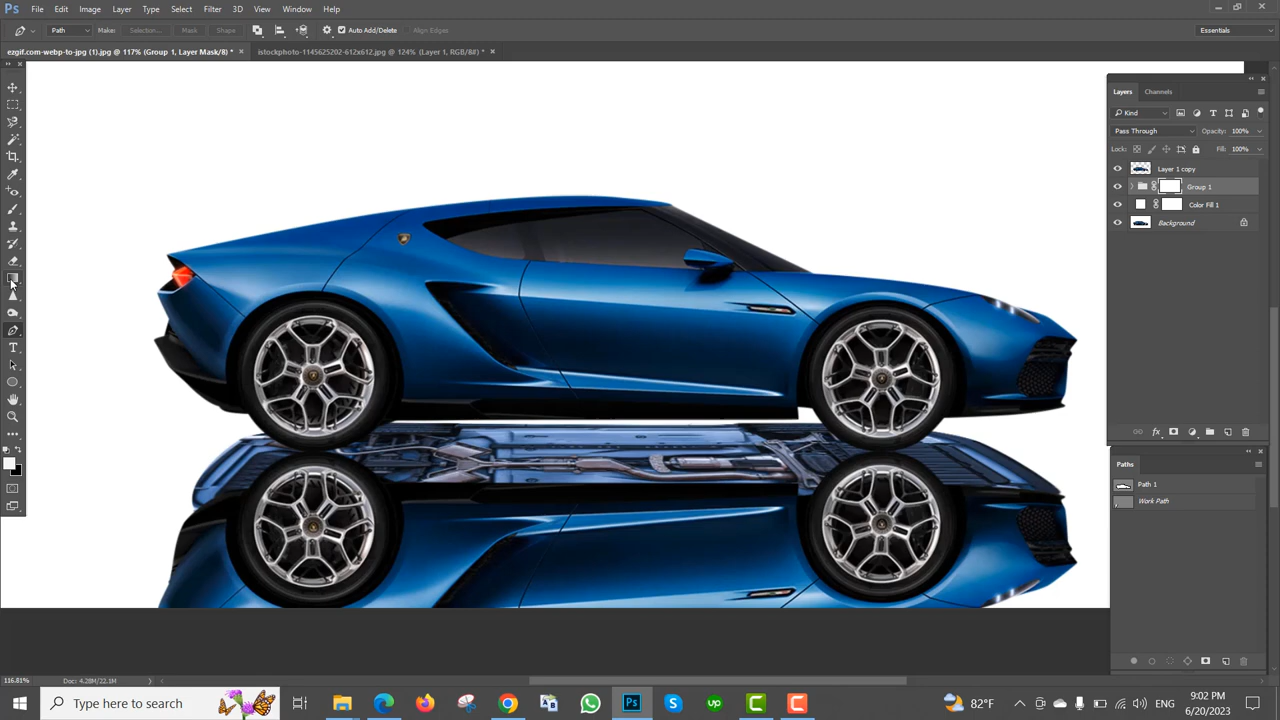 Ps File Edit Image Layer Type Select Filter 3D View Window Help
Path Make: Selection... Mask Shape Auto Add/Delete Align Edges Essentials
ezgif.com-webp-to-jpg (1).jpg @ 117% (Group 1, Layer Mask/8) * × istockphoto-1145625202-612x612.jpg @ 124% (Layer 1, RGB/8#) * ×
Layers Channels
Kind
Pass Through Opacity: 100%
Lock: Fill: 100%
Layer 1 copy
Group 1
Color Fill 1
Background
fx
Paths
Path 1
Work Path
116.81% Doc: 4.28M/22.1M
Type here to search
Ps
up
82°F
ENG
9:02 PM
6/20/2023